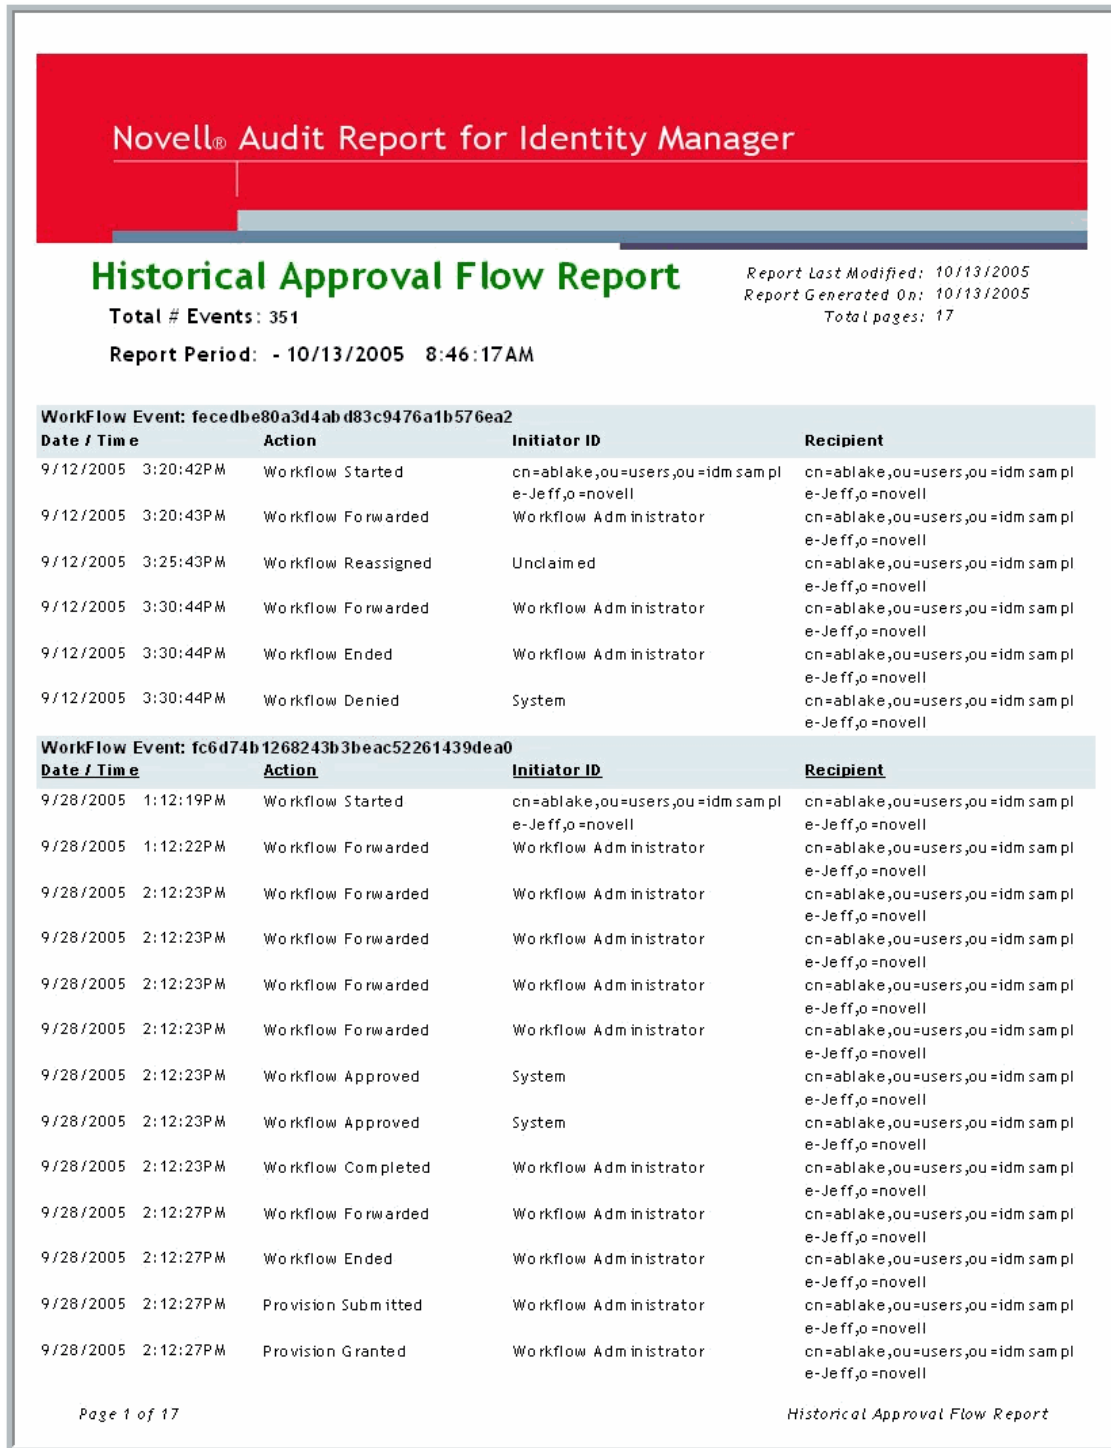 Novell® Audit Report for Identity Manager
Historical Approval Flow Report
Report Last Modified: 10/13/2005
Report Generated On: 10/13/2005
Total pages: 17
Total # Events: 351
Report Period: - 10/13/2005 8:46:17AM
WorkFlow Event: fecedbe80a3d4abd83c9476a1b576ea2
Date / Time Action Initiator ID Recipient
9/12/2005 3:20:42PM Workflow Started cn=ablake,ou=users,ou=idmsampl cn=ablake,ou=users,ou=idmsampl
e-Jeff,o=novell e-Jeff,o=novell
9/12/2005 3:20:43PM Workflow Forwarded Workflow Administrator cn=ablake,ou=users,ou=idmsampl
e-Jeff,o=novell
9/12/2005 3:25:43PM Workflow Reassigned Unclaimed cn=ablake,ou=users,ou=idmsampl
e-Jeff,o=novell
9/12/2005 3:30:44PM Workflow Forwarded Workflow Administrator cn=ablake,ou=users,ou=idmsampl
e-Jeff,o=novell
9/12/2005 3:30:44PM Workflow Ended Workflow Administrator cn=ablake,ou=users,ou=idmsampl
e-Jeff,o=novell
9/12/2005 3:30:44PM Workflow Denied System cn=ablake,ou=users,ou=idmsampl
e-Jeff,o=novell
WorkFlow Event: fc6d74b1268243b3beac52261439dea0
Date / Time Action Initiator ID Recipient
9/28/2005 1:12:19PM Workflow Started cn=ablake,ou=users,ou=idmsampl cn=ablake,ou=users,ou=idmsampl
e-Jeff,o=novell e-Jeff,o=novell
9/28/2005 1:12:22PM Workflow Forwarded Workflow Administrator cn=ablake,ou=users,ou=idmsampl
e-Jeff,o=novell
9/28/2005 2:12:23PM Workflow Forwarded Workflow Administrator cn=ablake,ou=users,ou=idmsampl
e-Jeff,o=novell
9/28/2005 2:12:23PM Workflow Forwarded Workflow Administrator cn=ablake,ou=users,ou=idmsampl
e-Jeff,o=novell
9/28/2005 2:12:23PM Workflow Forwarded Workflow Administrator cn=ablake,ou=users,ou=idmsampl
e-Jeff,o=novell
9/28/2005 2:12:23PM Workflow Forwarded Workflow Administrator cn=ablake,ou=users,ou=idmsampl
e-Jeff,o=novell
9/28/2005 2:12:23PM Workflow Approved System cn=ablake,ou=users,ou=idmsampl
e-Jeff,o=novell
9/28/2005 2:12:23PM Workflow Approved System cn=ablake,ou=users,ou=idmsampl
e-Jeff,o=novell
9/28/2005 2:12:23PM Workflow Completed Workflow Administrator cn=ablake,ou=users,ou=idmsampl
e-Jeff,o=novell
9/28/2005 2:12:27PM Workflow Forwarded Workflow Administrator cn=ablake,ou=users,ou=idmsampl
e-Jeff,o=novell
9/28/2005 2:12:27PM Workflow Ended Workflow Administrator cn=ablake,ou=users,ou=idmsampl
e-Jeff,o=novell
9/28/2005 2:12:27PM Provision Submitted Workflow Administrator cn=ablake,ou=users,ou=idmsampl
e-Jeff,o=novell
9/28/2005 2:12:27PM Provision Granted Workflow Administrator cn=ablake,ou=users,ou=idmsampl
e-Jeff,o=novell
Page 1 of 17 Historical Approval Flow Report